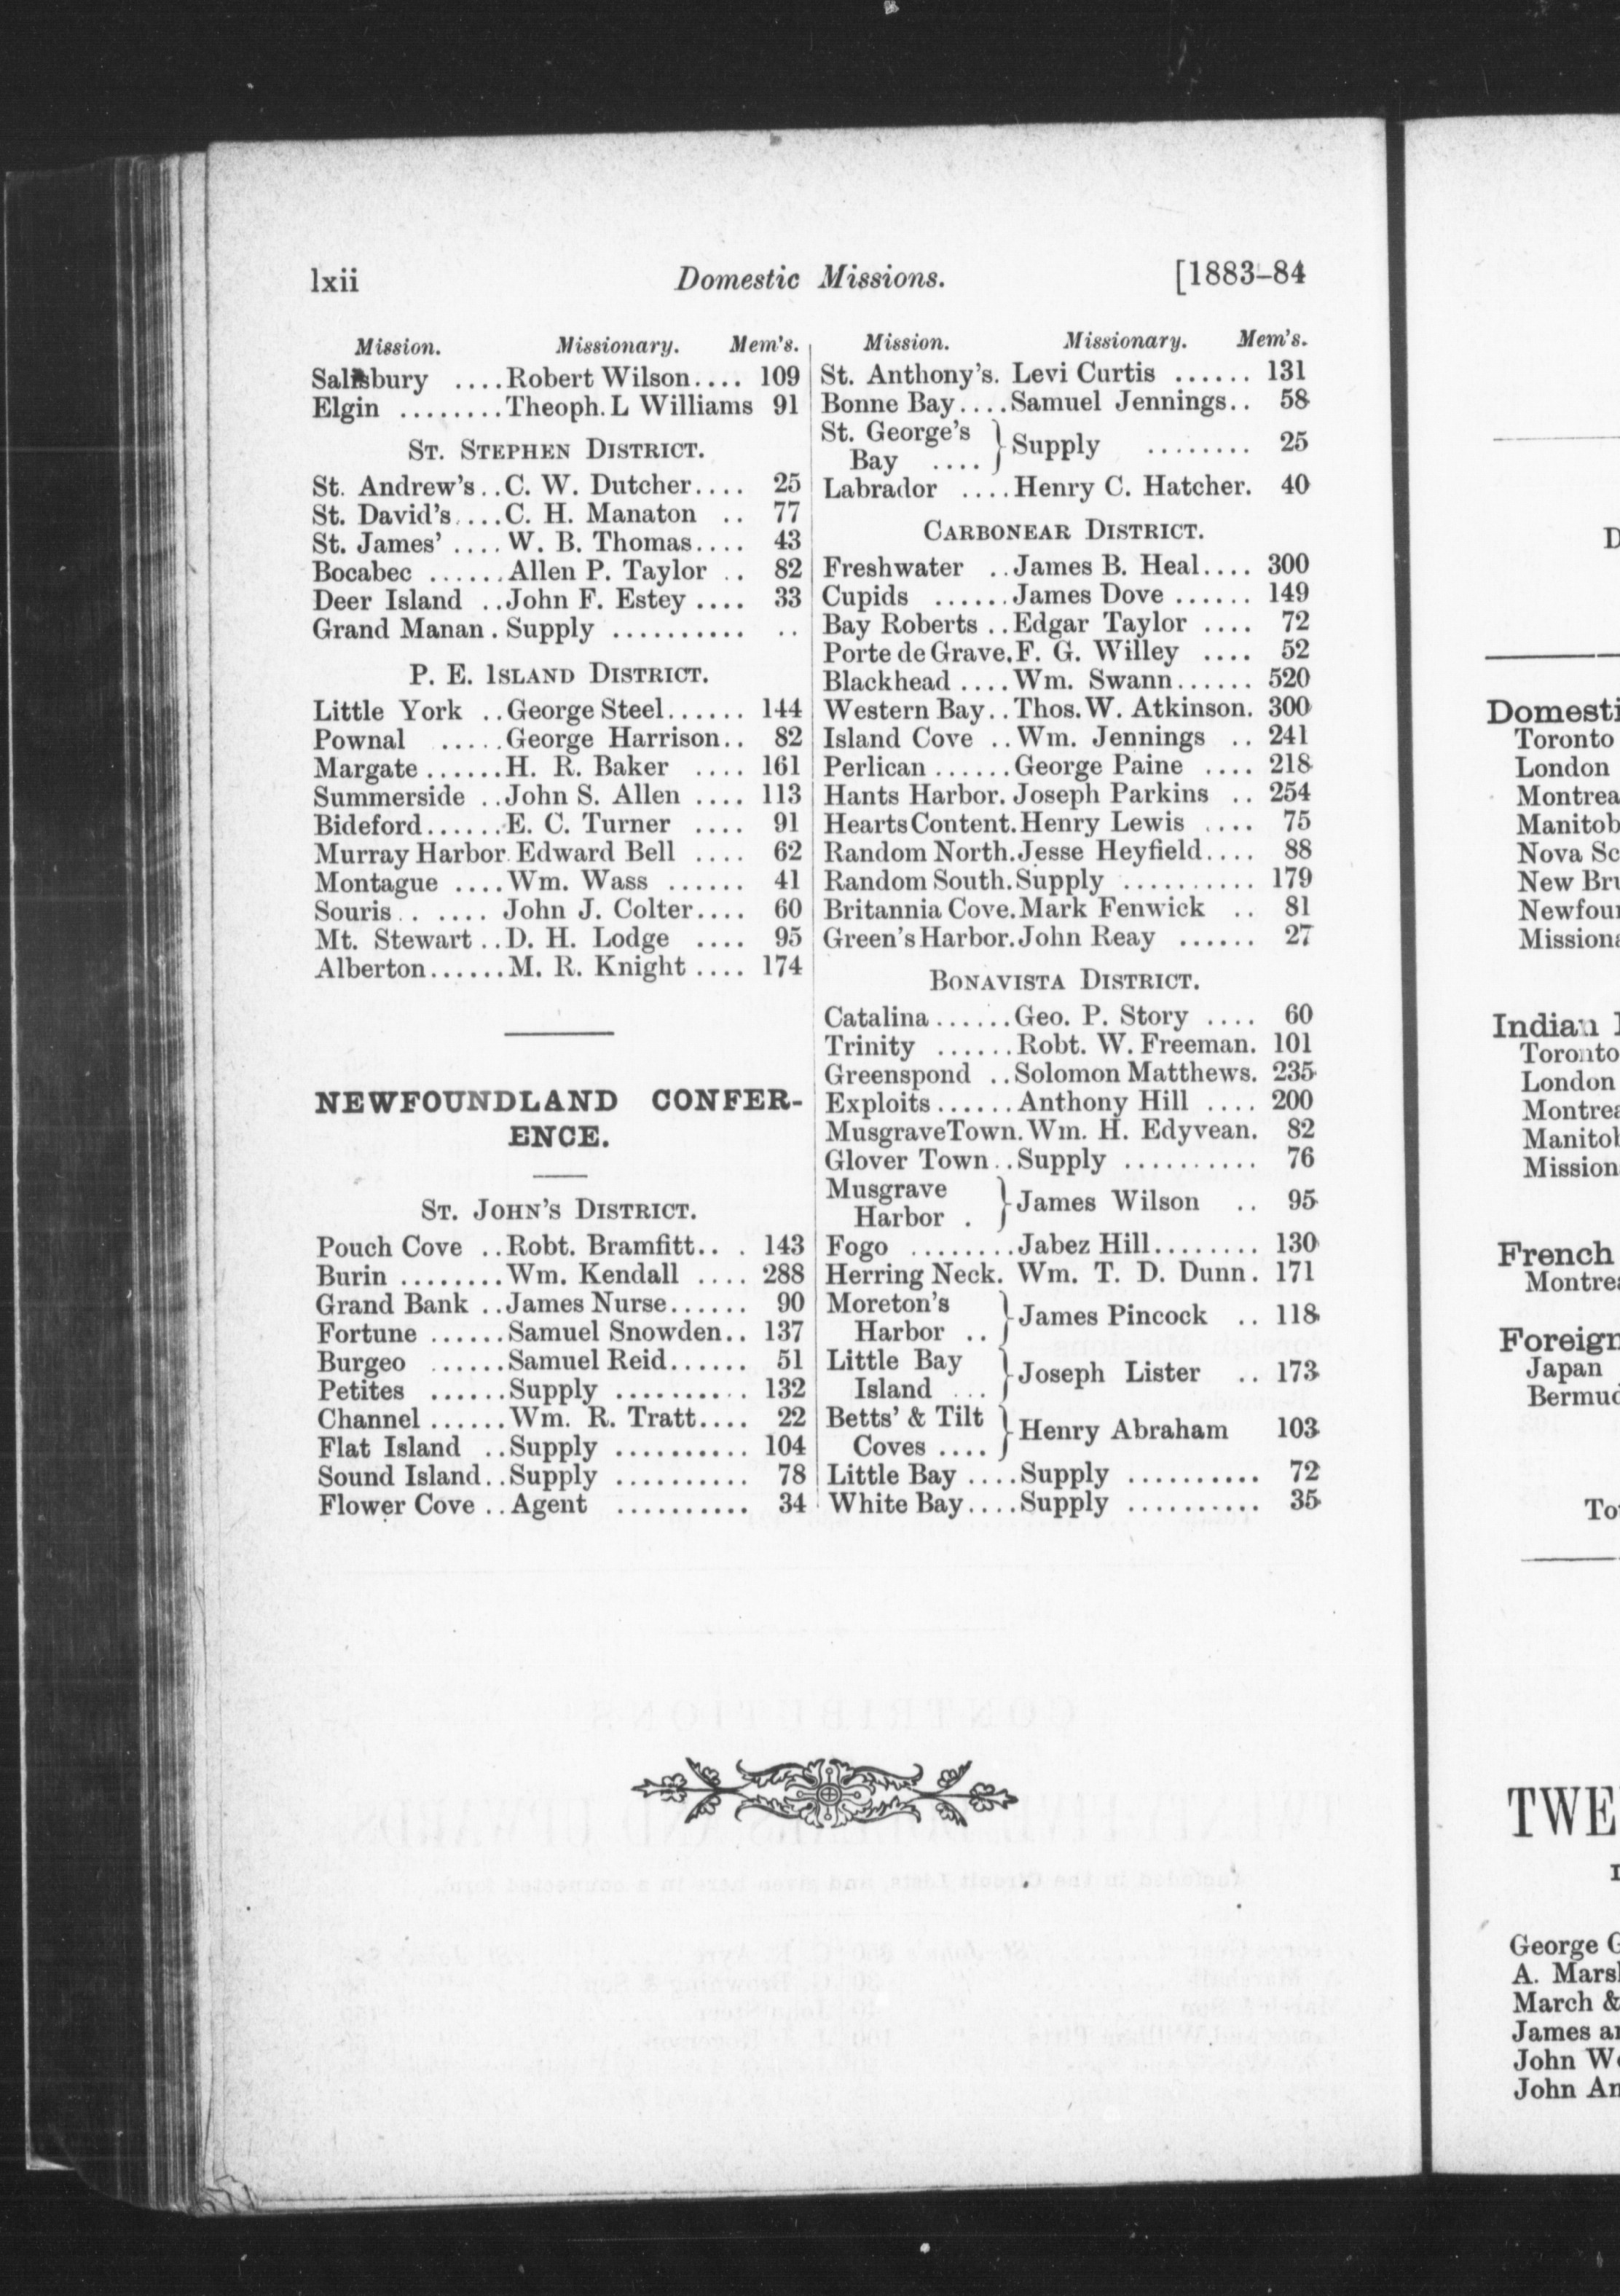 lxii Domestic Missions. [1883-84
Mission. Missionary. Mem's.
Salisbury ....Robert Wilson.... 109
Elgin ........Theoph. L Williams 91
ST. STEPHEN DISTRICT.
St. Andrew's..C. W. Dutcher.... 25
St. David's....C. H. Manaton .. 77
St. James' ....W. B. Thomas.... 43
Bocabec ......Allen P. Taylor .. 82
Deer Island ..John F. Estey .... 33
Grand Manan . Supply .......... ..
P. E. ISLAND DISTRICT.
Little York ..George Steel...... 144
Pownal .....George Harrison.. 82
Margate ......H. R. Baker .... 161
Summerside ..John S. Allen .... 113
Bideford......E. C. Turner .... 91
Murray Harbor. Edward Bell .... 62
Montague ....Wm. Wass ...... 41
Souris.. .... John J. Colter.... 60
Mt. Stewart ..D. H. Lodge .... 95
Alberton......M. R. Knight .... 174
NEWFOUNDLAND CONFER-
ENCE.
ST. JOHN'S DISTRICT.
Pouch Cove ..Robt. Bramfitt.. . 143
Burin ........Wm. Kendall .... 288
Grand Bank ..James Nurse...... 90
Fortune ......Samuel Snowden.. 137
Burgeo ......Samuel Reid...... 51
Petites ......Supply .......... 132
Channel ......Wm. R. Tratt.... 22
Flat Island ..Supply .......... 104
Sound Island..Supply .......... 78
Flower Cove ..Agent .......... 34
Mission. Missionary. Mem's.
St. Anthony's. Levi Curtis ...... 131
Bonne Bay....Samuel Jennings.. 58
St. George's
Bay .... } Supply ........ 25
Labrador ....Henry C. Hatcher. 40
CARBONEAR DISTRICT.
Freshwater ..James B. Heal.... 300
Cupids ......James Dove ...... 149
Bay Roberts ..Edgar Taylor .... 72
Porte de Grave.F. G. Willey .... 52
Blackhead ....Wm. Swann...... 520
Western Bay..Thos. W. Atkinson. 300
Island Cove ..Wm. Jennings .. 241
Perlican ......George Paine .... 218
Hants Harbor. Joseph Parkins .. 254
Hearts Content. Henry Lewis .... 75
Random North. Jesse Heyfield.... 88
Random South. Supply .......... 179
Britannia Cove. Mark Fenwick .. 81
Green's Harbor. John Reay ...... 27
BONAVISTA DISTRICT.
Catalina......Geo. P. Story .... 60
Trinity ......Robt. W. Freeman. 101
Greenspond ..Solomon Matthews. 235
Exploits......Anthony Hill .... 200
Musgrave Town. Wm. H. Edyvean. 82
Glover Town..Supply .......... 76
Musgrave
Harbor . } James Wilson .. 95
Fogo ........Jabez Hill........ 130
Herring Neck. Wm. T. D. Dunn. 171
Moreton's
Harbor .. } James Pincock .. 118
Little Bay
Island ... } Joseph Lister .. 173
Betts' & Tilt
Coves .... } Henry Abraham 103
Little Bay ....Supply .......... 72
White Bay....Supply .......... 35
Toronto
London
Indian
Toronto
London
French
Foreign
Japan
George
March &
James
John
John